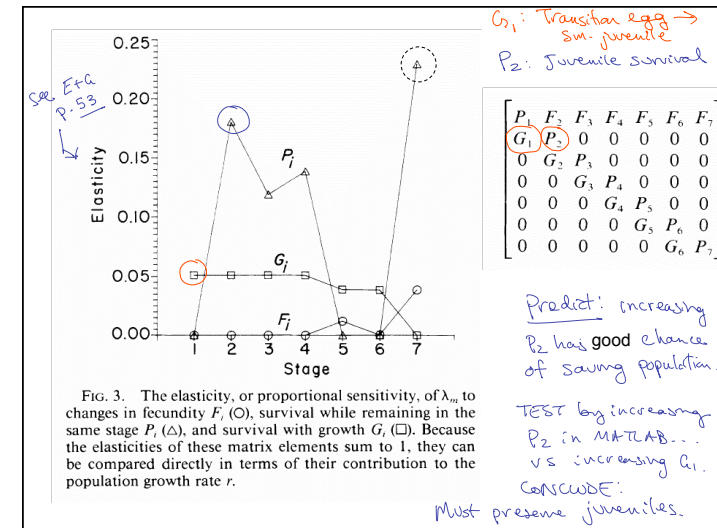 G₁: Transition egg →
sm. juvenile
P₂: Juvenile survival
see E+G
p. 53
0.25
0.20
0.15
0.10
0.05
0.00
Elasticity
Pᵢ
Gᵢ
Fᵢ
1 2 3 4 5 6 7
Stage
P₁ F₂ F₃ F₄ F₅ F₆ F₇
G₁ P₂ 0 0 0 0 0
0 G₂ P₃ 0 0 0 0
0 0 G₃ P₄ 0 0 0
0 0 0 G₄ P₅ 0 0
0 0 0 0 G₅ P₆ 0
0 0 0 0 0 G₆ P₇
Predict: increasing
P₂ has good chance
of saving population.
TEST by increasing
P₂ in MATLAB...
vs increasing G₁.
CONCLUDE:
Must preserve juveniles.
FIG. 3. The elasticity, or proportional sensitivity, of λₘ to
changes in fecundity Fᵢ (○), survival while remaining in the
same stage Pᵢ (△), and survival with growth Gᵢ (□). Because
the elasticities of these matrix elements sum to 1, they can
be compared directly in terms of their contribution to the
population growth rate r.